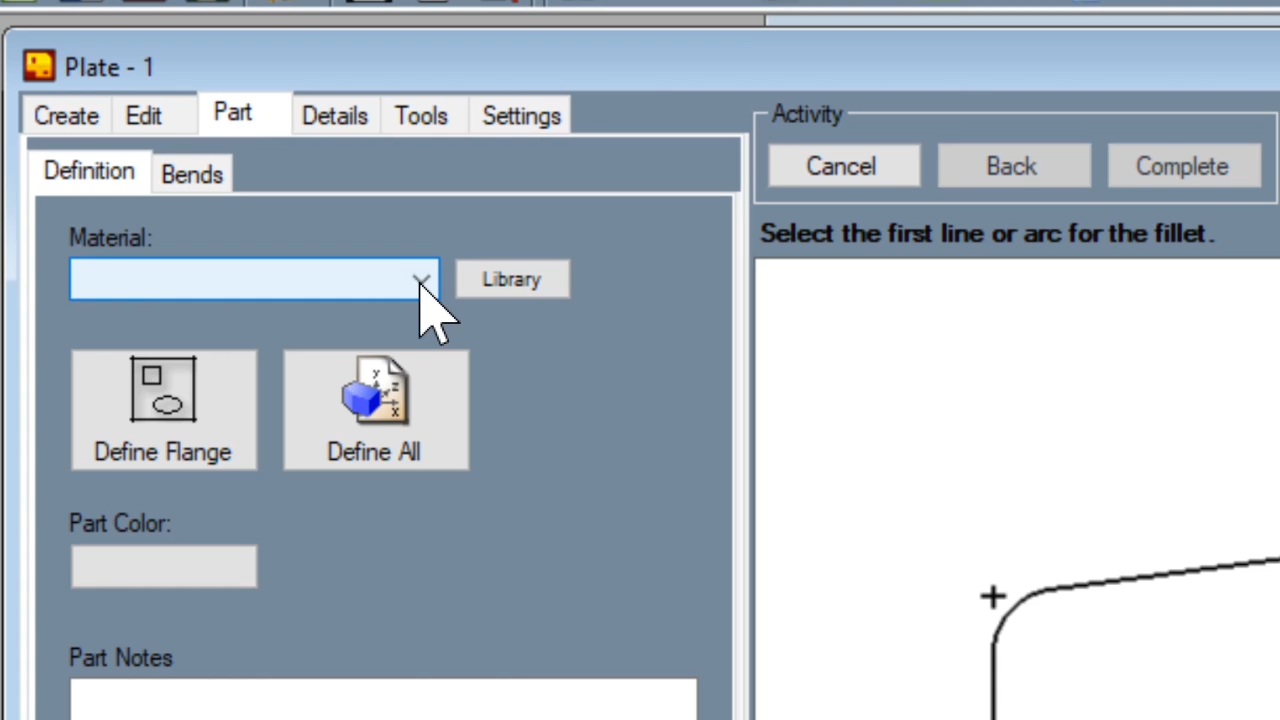 Plate - 1
Create Edit Part Details Tools Settings
Definition Bends
Material:
Library
Define Flange
Define All
y z x
Part Color:
Part Notes
Activity
Cancel Back Complete
Select the first line or arc for the fillet.